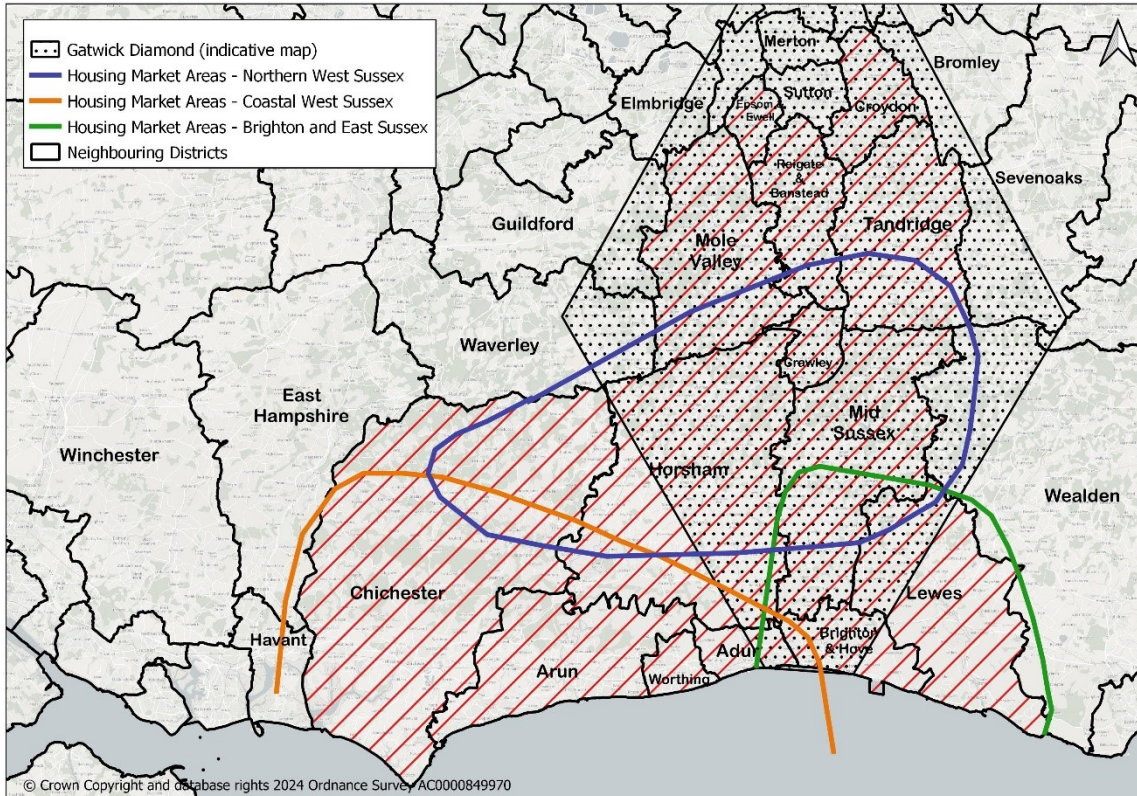 Gatwick Diamond (indicative map)
Housing Market Areas - Northern West Sussex
Housing Market Areas - Coastal West Sussex
Housing Market Areas - Brighton and East Sussex
Neighbouring Districts
Merton
Bromley
Elmbridge
Sutton
Epsom
Ewell
Croydon
Reigate
&
Banstead
Sevenoaks
Guildford
Tandridge
Mole
Valley
Waverley
Crawley
East
Hampshire
Mid
Sussex
Winchester
Horsham
Wealden
Chichester
Lewes
Havant
Brighton
& Hove
Adur
Arun
Worthing
© Crown Copyright and database rights 2024 Ordnance Survey AC0000849970